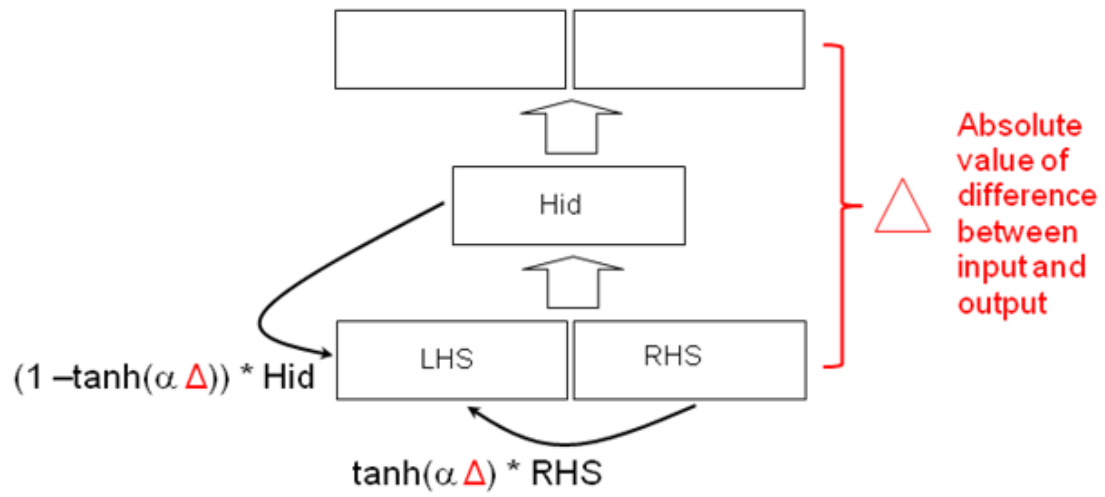 Hid
Absolute
value of
difference
between
input and
output
△
LHS
RHS
(1 –tanh(α Δ)) * Hid
tanh(α Δ) * RHS